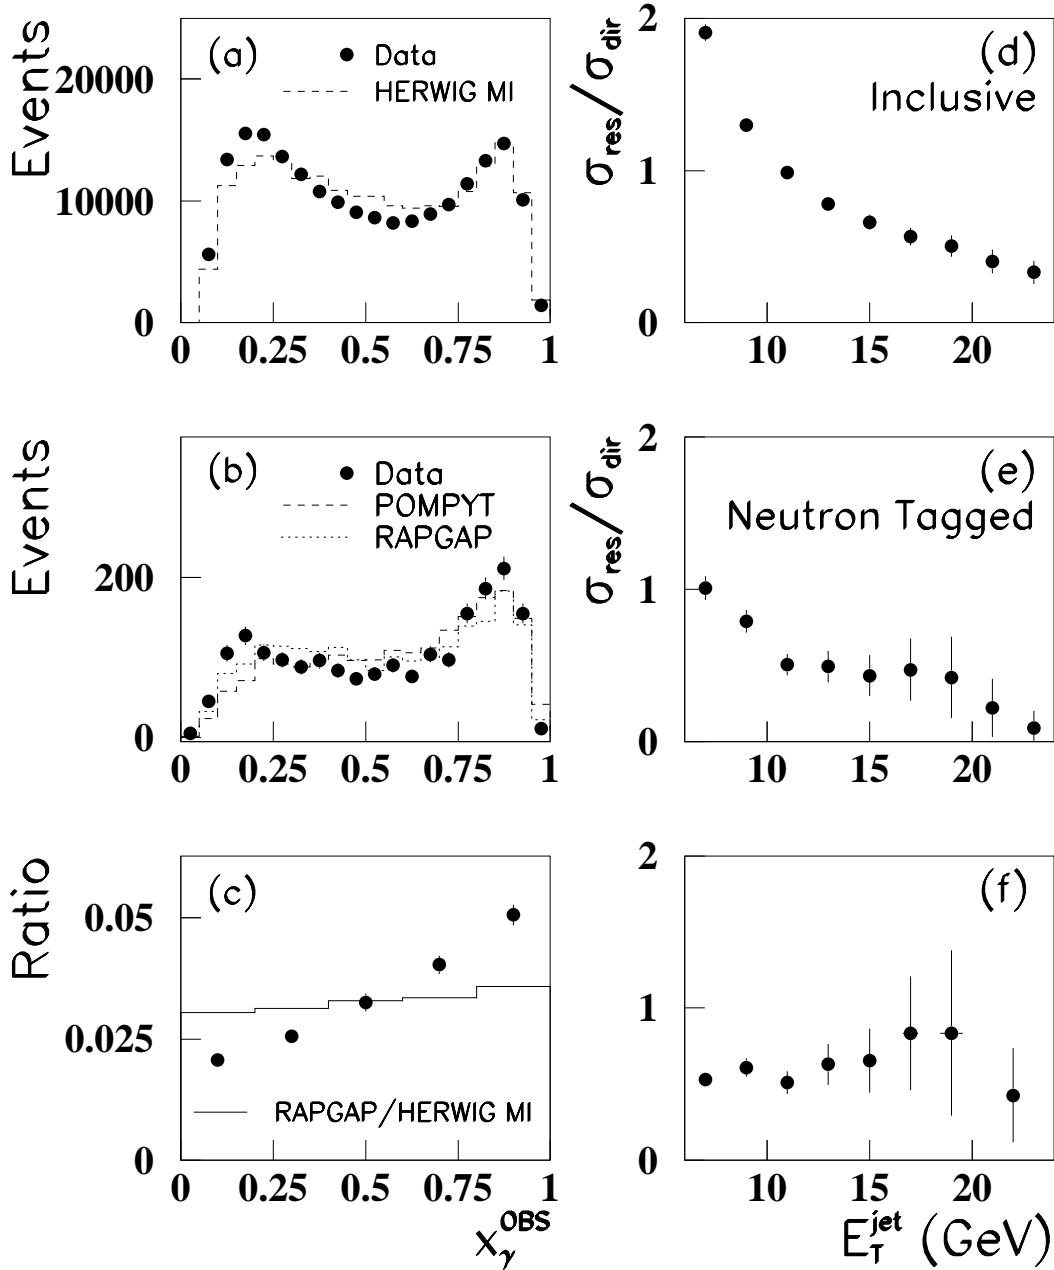 Events
20000
10000
0
(a)
Data
HERWIG MI
0 0.25 0.5 0.75 1
σres/σdir
2
1
0
(d)
Inclusive
10 15 20
Events
200
0
(b)
Data
POMPYT
RAPGAP
0 0.25 0.5 0.75 1
σres/σdir
2
1
0
(e)
Neutron Tagged
10 15 20
Ratio
0.05
0.025
0
(c)
RAPGAP/HERWIG MI
0 0.25 0.5 0.75 1
xγOBS
2
1
0
(f)
10 15 20
ETjet (GeV)